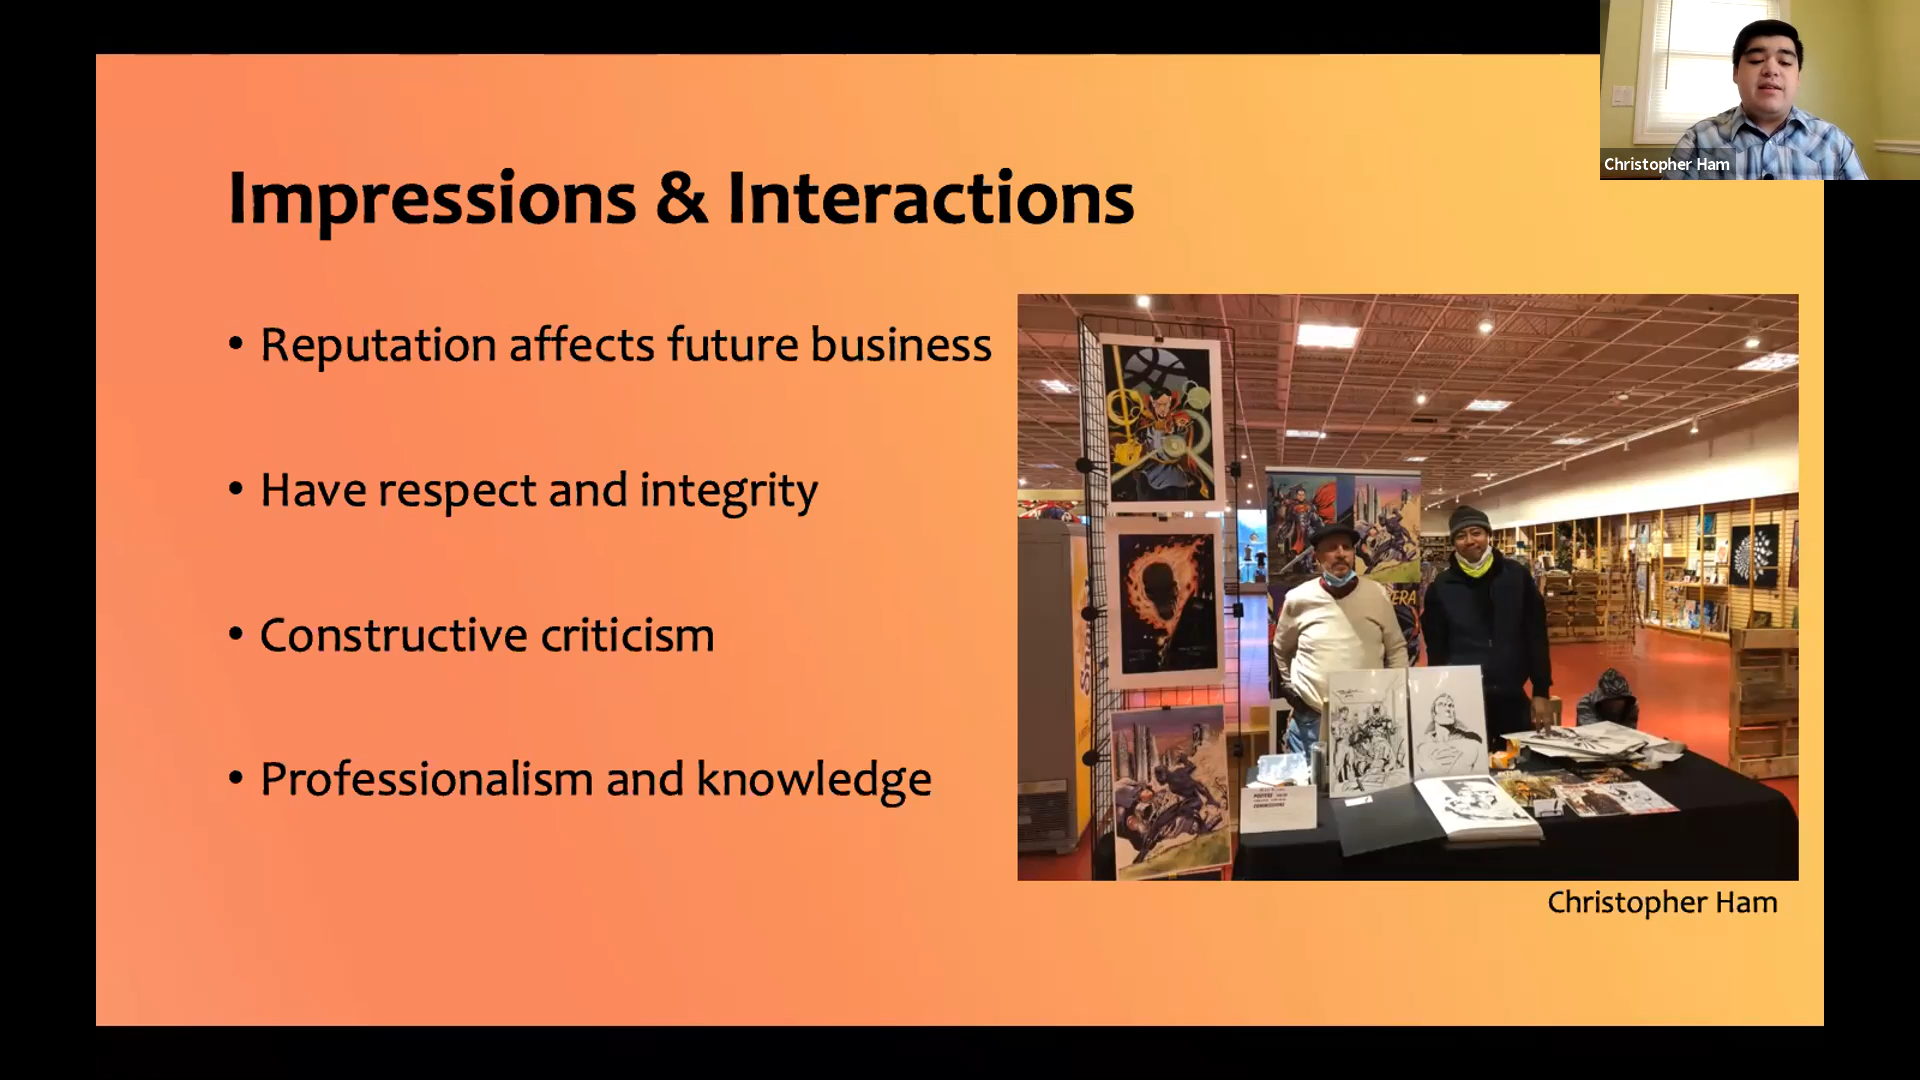 Christopher Ham
Impressions & Interactions
• Reputation affects future business
• Have respect and integrity
• Constructive criticism
• Professionalism and knowledge
COMMISSIONS
Christopher Ham